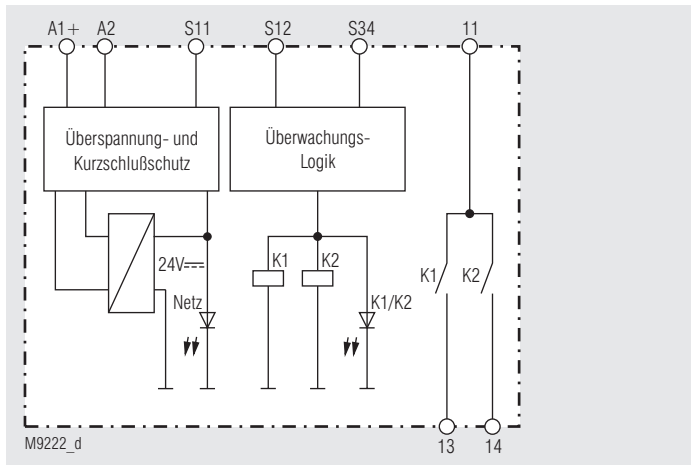 A1+ A2 S11 S12 S34 11
Überspannung- und
Kurzschlußschutz
Überwachungs-
Logik
24V
Netz
K1
K2
K1/K2
K1
K2
M9222_d
13 14